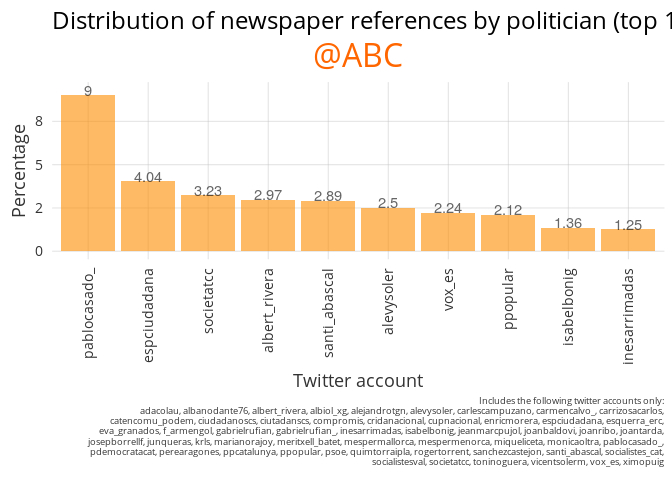 Distribution of newspaper references by politician (top 1
@ABC
Percentage
8
5
2
0
9
4.04
3.23
2.97
2.89
2.5
2.24
2.12
1.36
1.25
pablocasado_
espciudadana
societatcc
albert_rivera
santi_abascal
alevysoler
vox_es
ppopular
isabelbonig
inesarrimadas
Twitter account
Includes the following twitter accounts only:
adacolau, albanodante76, albert_rivera, albiol_xg, alejandrotgn, alevysoler, carlescampuzano, carmencalvo_, carrizosacarlos,
catencomu_podem, ciudadanoscs, ciutadanscs, compromis, cridanacional, cupnacional, enricmorera, espciudadana, esquerra_erc,
eva_granados, f_armengol, gabrielrufian, gabrielrufian_, inesarrimadas, isabelbonig, jeanmarcpujol, joanbaldovi, joanribo, joantarda,
josepborrellf, junqueras, krls, marianorajoy, meritxell_batet, mespermallorca, mespermenorca, miqueliceta, monicaoltra, pablocasado_,
pdemocratacat, perearagones, ppcatalunya, ppopular, psoe, quimtorraipla, rogertorrent, sanchezcastejon, santi_abascal, socialistes_cat,
socialistesval, societatcc, toninoguera, vicentsolerm, vox_es, ximopuig